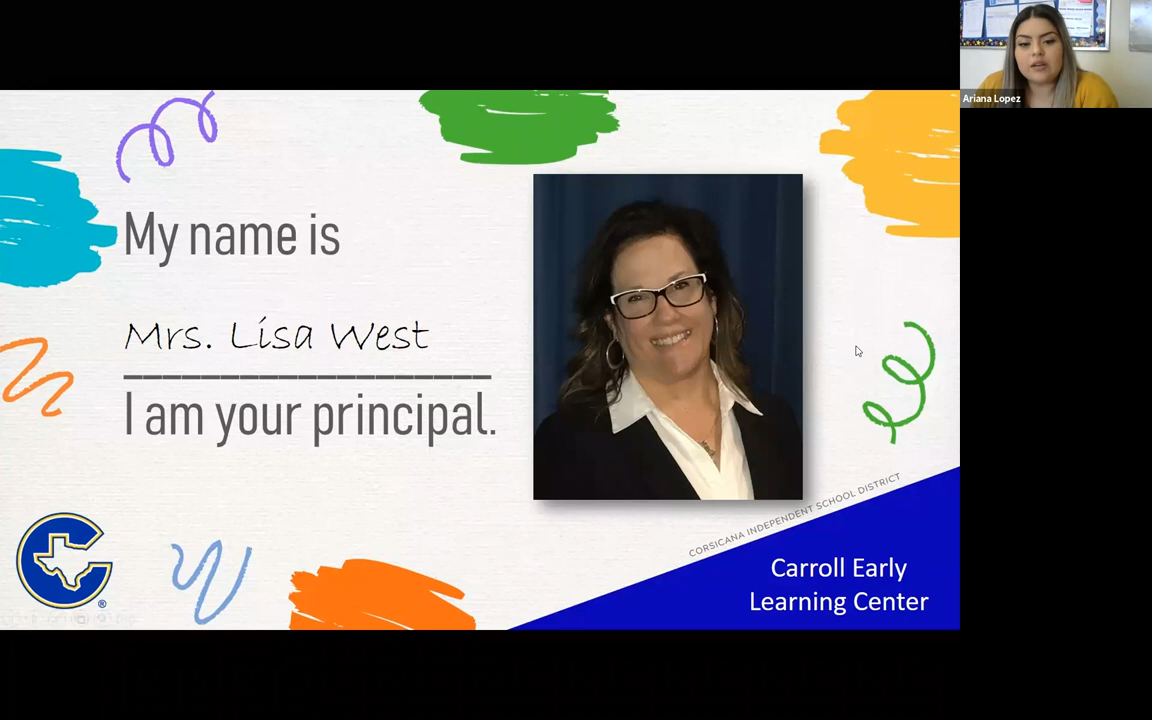 Ariana Lopez
My name is
Mrs. Lisa West
I am your principal.
CORSICANA INDEPENDENT SCHOOL DISTRICT
Carroll Early
Learning Center
C
®